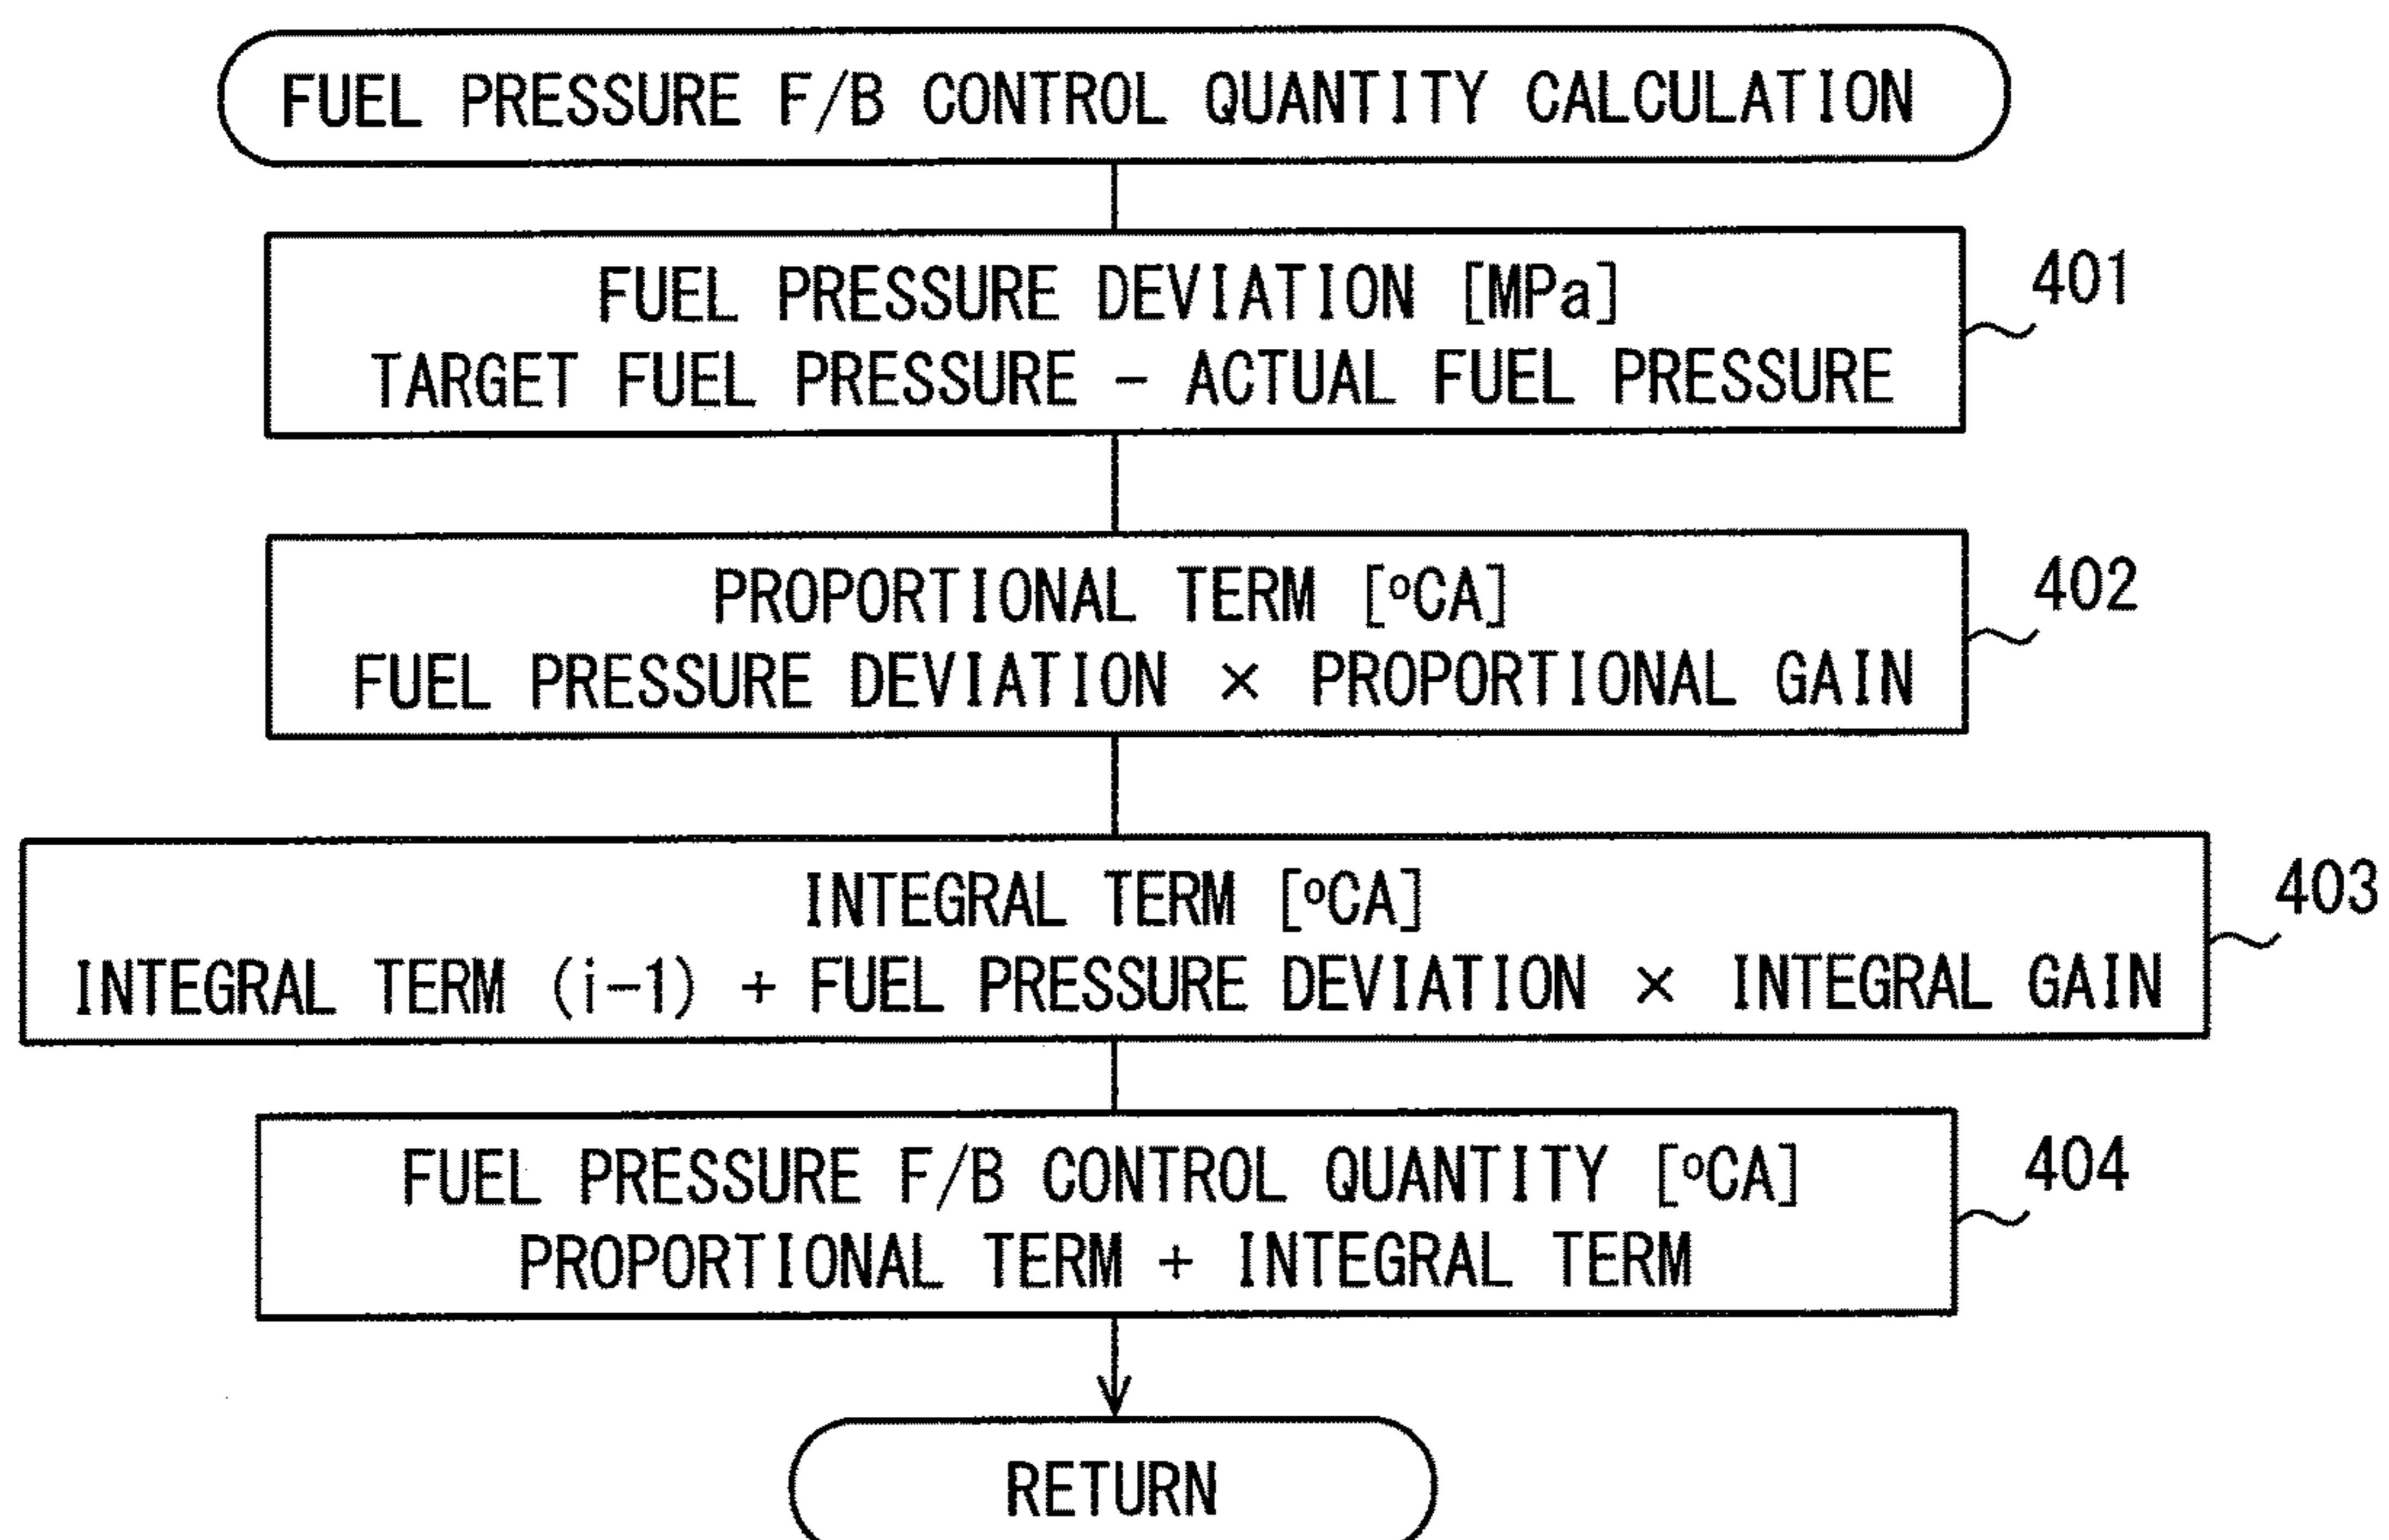 FUEL PRESSURE F/B CONTROL QUANTITY CALCULATION
FUEL PRESSURE DEVIATION [MPa]
TARGET FUEL PRESSURE - ACTUAL FUEL PRESSURE
401
PROPORTIONAL TERM [°CA]
FUEL PRESSURE DEVIATION × PROPORTIONAL GAIN
402
INTEGRAL TERM [°CA]
INTEGRAL TERM (i-1) + FUEL PRESSURE DEVIATION × INTEGRAL GAIN
403
FUEL PRESSURE F/B CONTROL QUANTITY [°CA]
PROPORTIONAL TERM + INTEGRAL TERM
404
RETURN